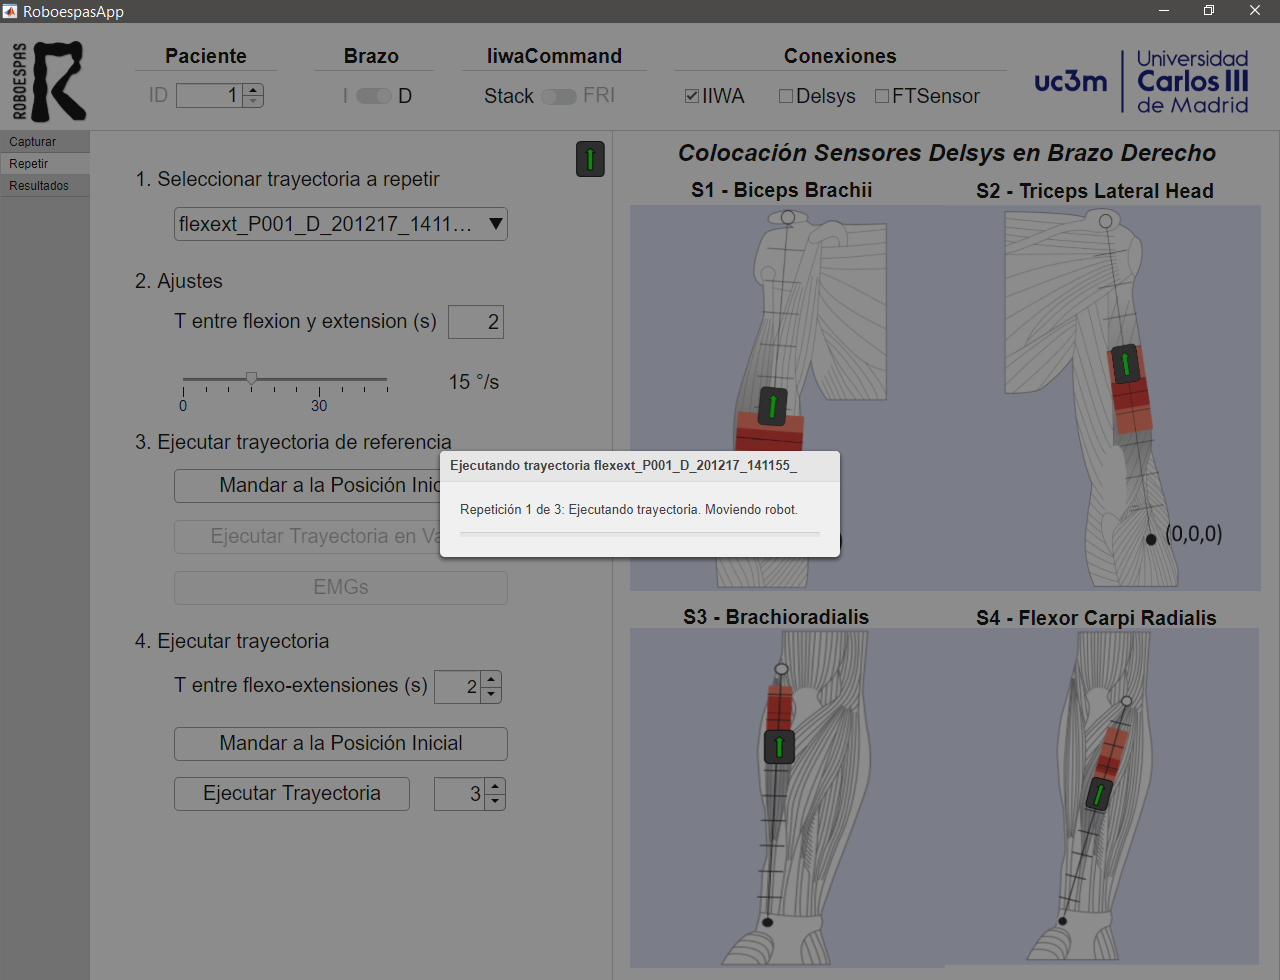 RoboespasApp
ROBOESPAS
Paciente
ID 1
Brazo
I D
IiwaCommand
Stack FRI
Conexiones
IIWA Delsys FTSensor
uc3m
Universidad
Carlos III
de Madrid
Capturar
Repetir
Resultados
1. Seleccionar trayectoria a repetir
flexext_P001_D_201217_1411...
2. Ajustes
T entre flexion y extension (s) 2
15 °/s
0 30
3. Ejecutar trayectoria de referencia
Mandar a la Posición Inic
Ejecutar Trayectoria en Va
EMGs
4. Ejecutar trayectoria
T entre flexo-extensiones (s) 2
Mandar a la Posición Inicial
Ejecutar Trayectoria 3
Ejecutando trayectoria flexext_P001_D_201217_141155_
Repetición 1 de 3: Ejecutando trayectoria. Moviendo robot.
Colocación Sensores Delsys en Brazo Derecho
S1 - Biceps Brachii
S2 - Triceps Lateral Head
(0,0,0)
S3 - Brachioradialis
S4 - Flexor Carpi Radialis